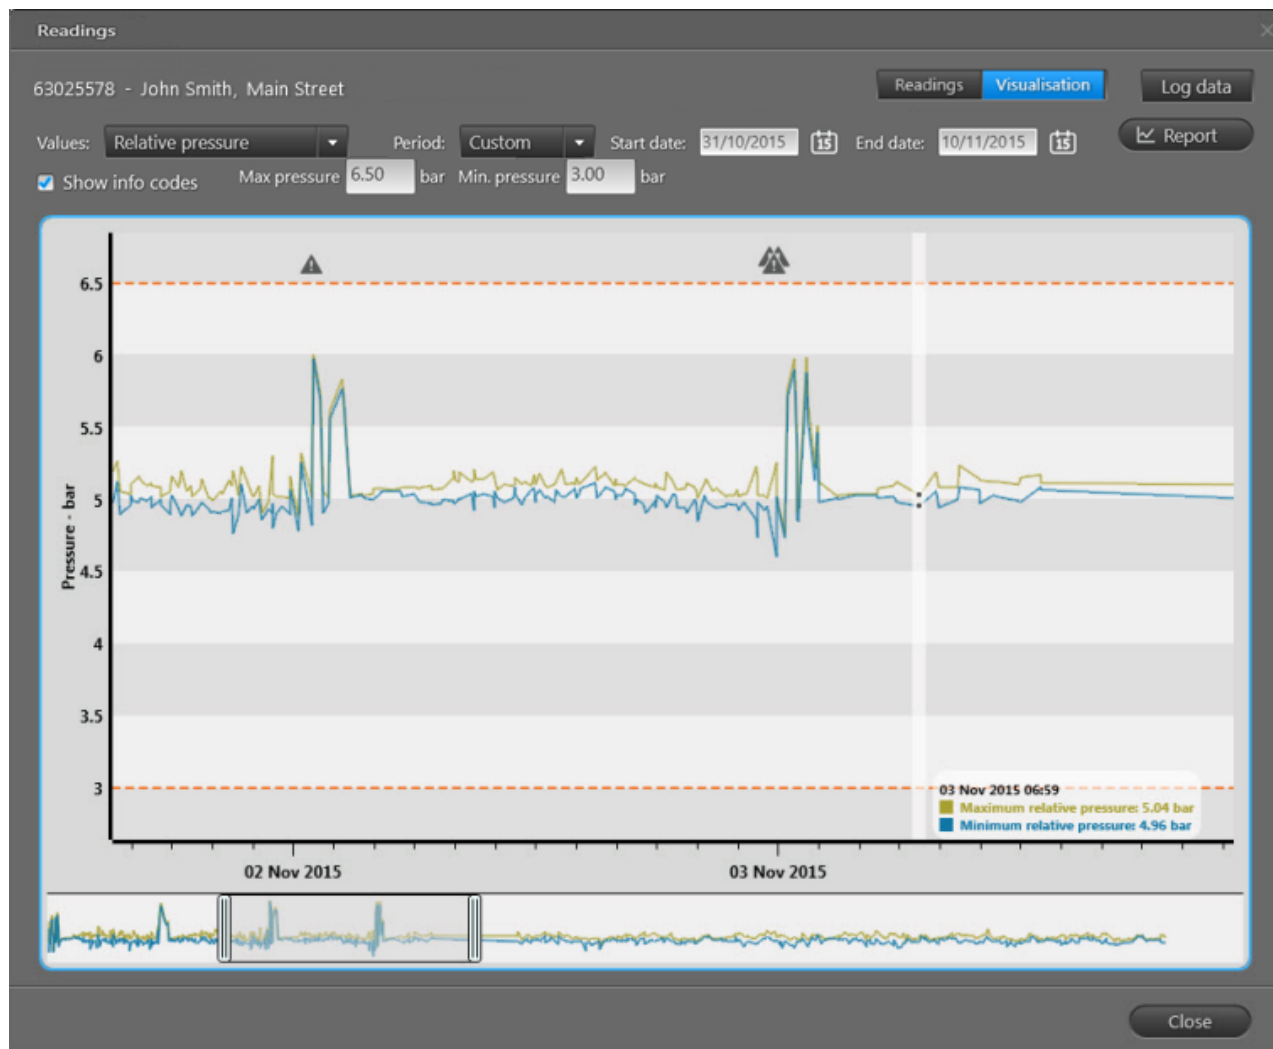 Readings
63025578 - John Smith, Main Street
Readings Visualisation Log data
Values: Relative pressure Period: Custom Start date: 31/10/2015 15 End date: 10/11/2015 15 Report
Show info codes Max pressure 6.50 bar Min. pressure 3.00 bar
6.5
6
5.5
5
4.5
4
3.5
3
Pressure - bar
03 Nov 2015 06:59
Maximum relative pressure: 5.04 bar
Minimum relative pressure: 4.96 bar
02 Nov 2015 03 Nov 2015
Close